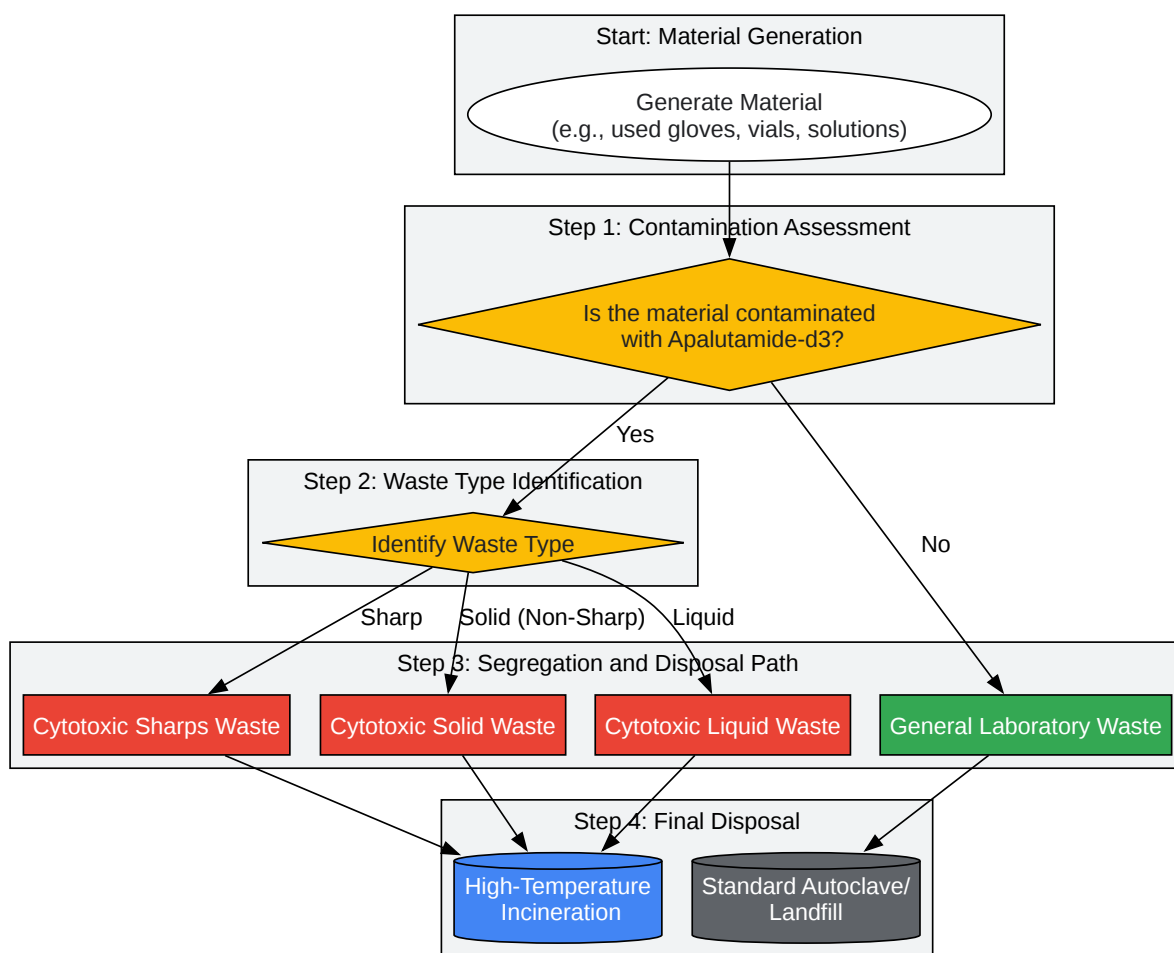 Start: Material Generation
Generate Material
(e.g., used gloves, vials, solutions)
Step 1: Contamination Assessment
Is the material contaminated
with Apalutamide-d3?
Yes
No
Step 2: Waste Type Identification
Identify Waste Type
Sharp
Solid (Non-Sharp)
Liquid
Step 3: Segregation and Disposal Path
Cytotoxic Sharps Waste
Cytotoxic Solid Waste
Cytotoxic Liquid Waste
General Laboratory Waste
Step 4: Final Disposal
High-Temperature
Incineration
Standard Autoclave/
Landfill